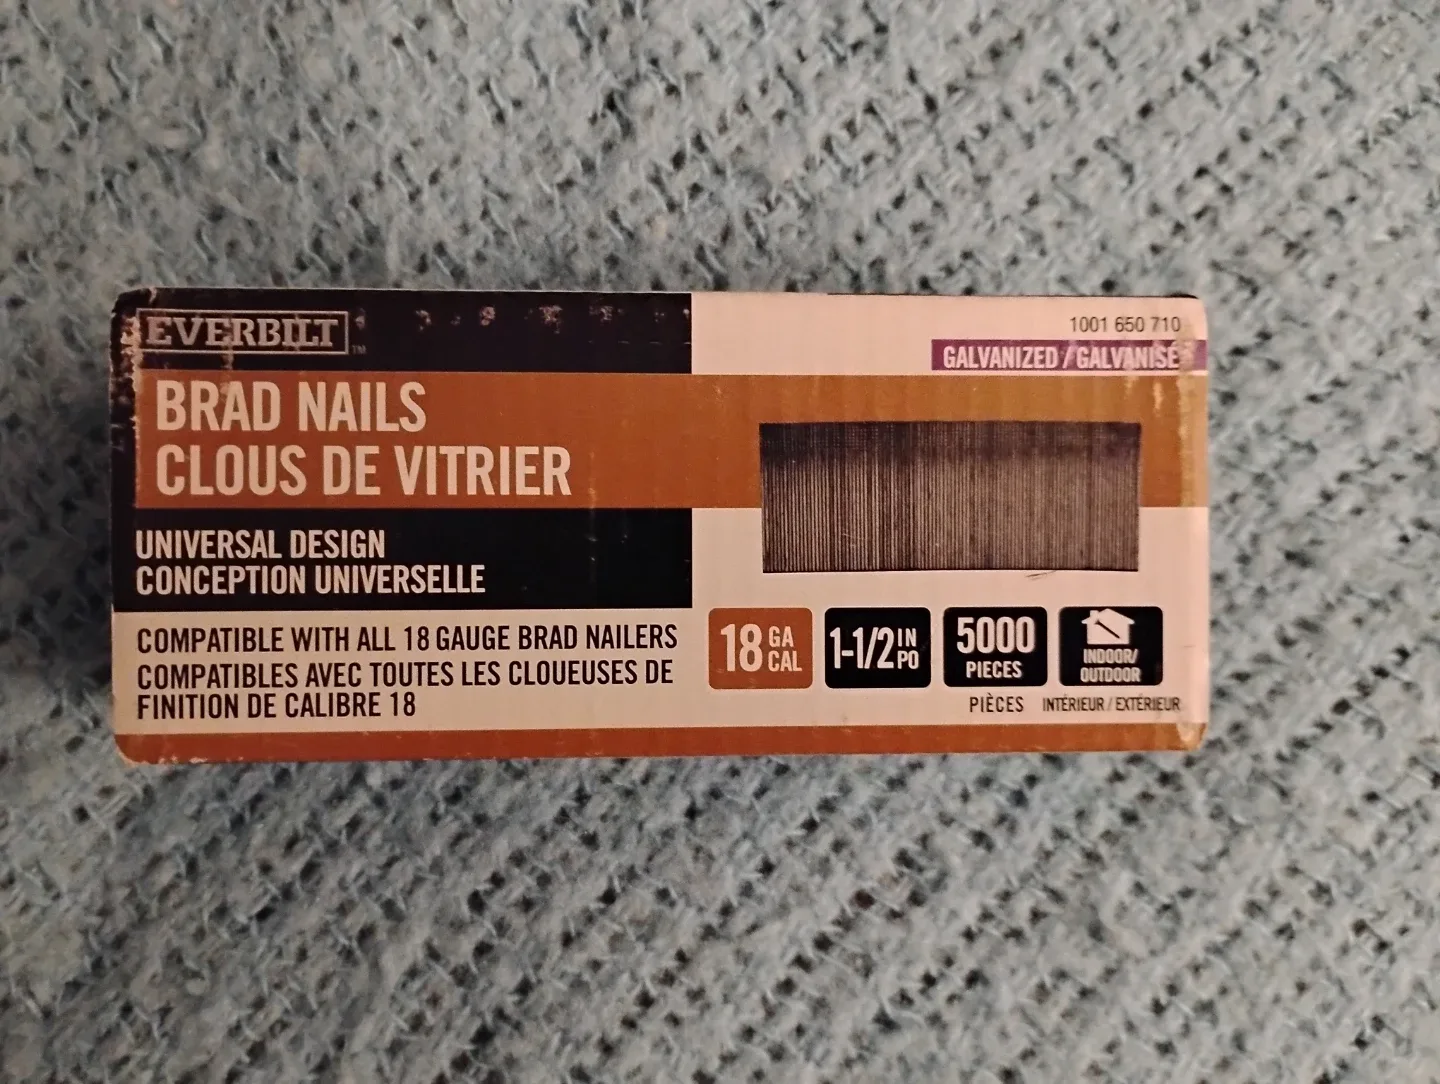 EVERBILT™
1001 650 710
GALVANIZED / GALVANISÉ
BRAD NAILS
CLOUS DE VITRIER
UNIVERSAL DESIGN
CONCEPTION UNIVERSELLE
COMPATIBLE WITH ALL 18 GAUGE BRAD NAILERS
COMPATIBLES AVEC TOUTES LES CLOUEUSES DE
FINITION DE CALIBRE 18
18 GA
CAL
1-1/2 IN
PO
5000
PIECES
PIÈCES
INDOOR/
OUTDOOR
INTÉRIEUR / EXTÉRIEUR